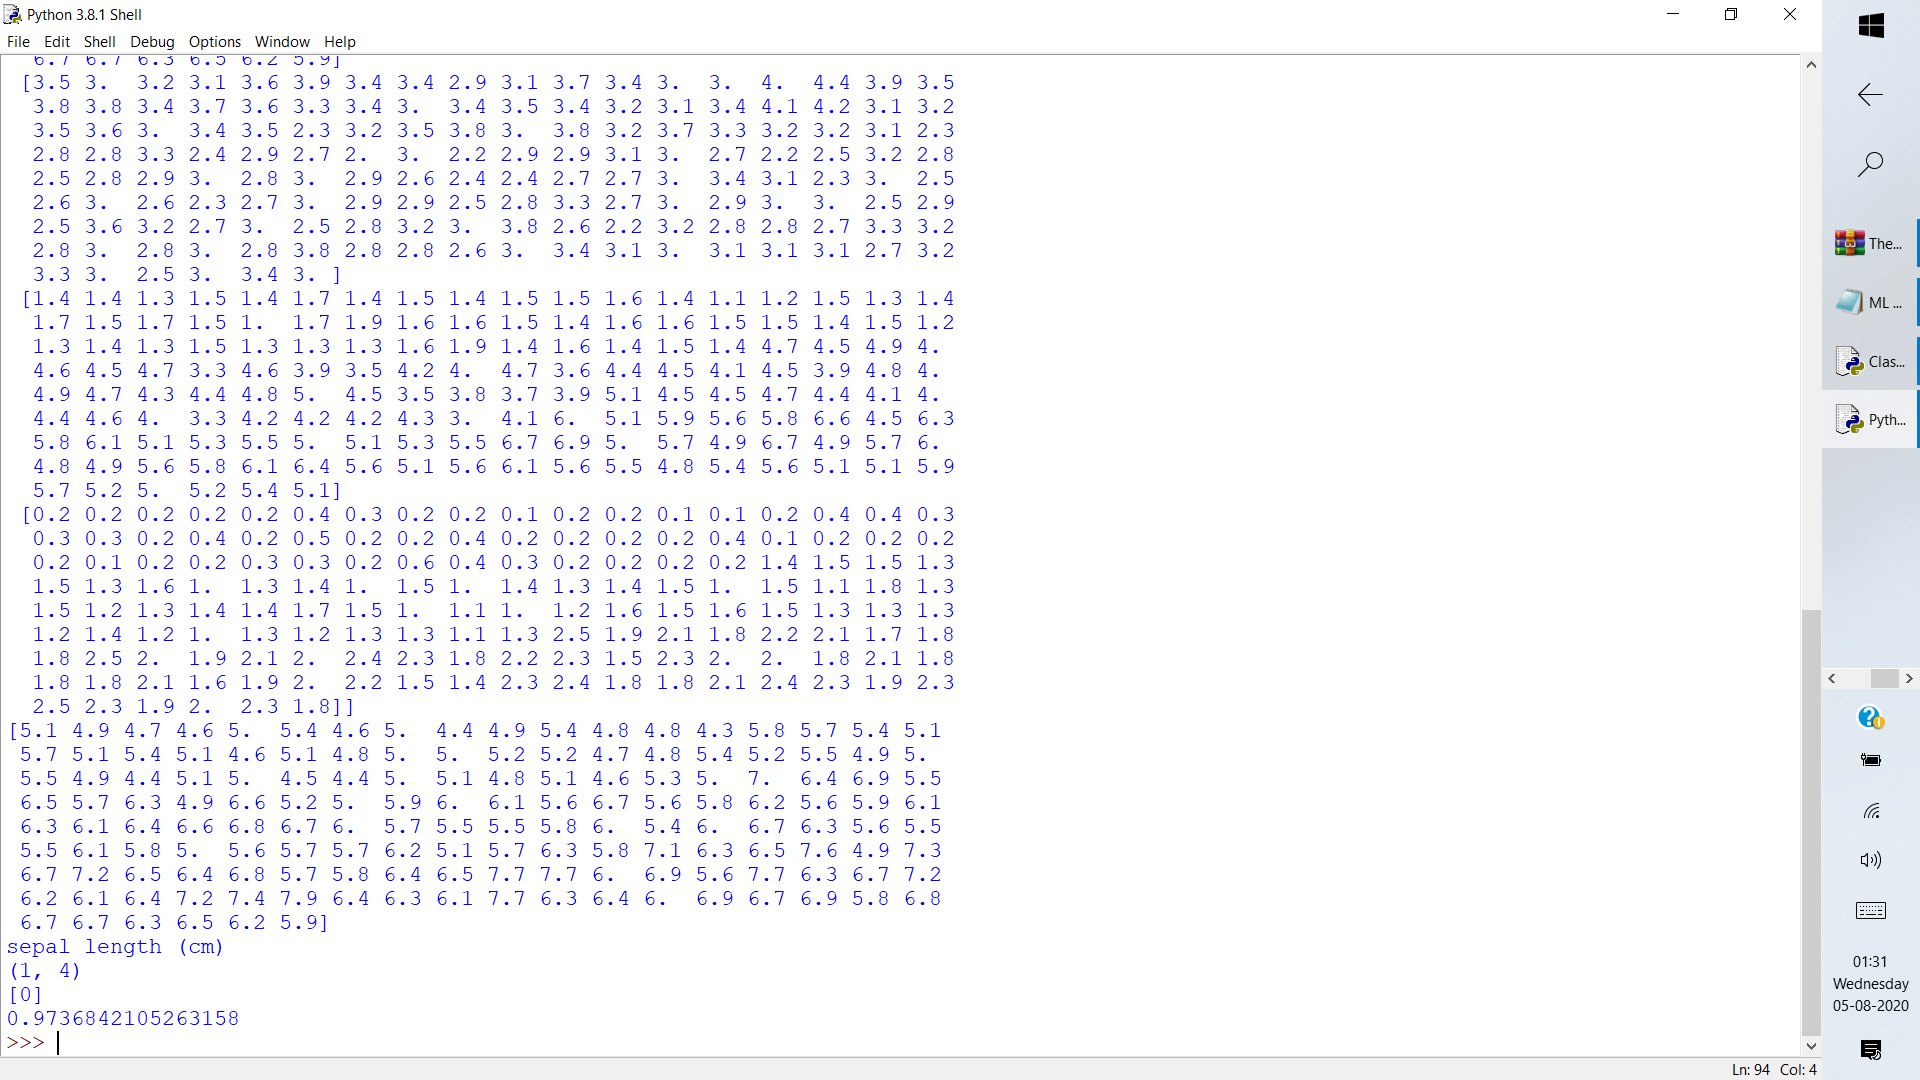 Python 3.8.1 Shell
File Edit Shell Debug Options Window Help
6.7 6.7 6.3 6.5 6.2 5.9]
[3.5 3. 3.2 3.1 3.6 3.9 3.4 3.4 2.9 3.1 3.7 3.4 3. 3. 4. 4.4 3.9 3.5
3.8 3.8 3.4 3.7 3.6 3.3 3.4 3. 3.4 3.5 3.4 3.2 3.1 3.4 4.1 4.2 3.1 3.2
3.5 3.6 3. 3.4 3.5 2.3 3.2 3.5 3.8 3. 3.8 3.2 3.7 3.3 3.2 3.2 3.1 2.3
2.8 2.8 3.3 2.4 2.9 2.7 2. 3. 2.2 2.9 2.9 3.1 3. 2.7 2.2 2.5 3.2 2.8
2.5 2.8 2.9 3. 2.8 3. 2.9 2.6 2.4 2.4 2.7 2.7 3. 3.4 3.1 2.3 3. 2.5
2.6 3. 2.6 2.3 2.7 3. 2.9 2.9 2.5 2.8 3.3 2.7 3. 2.9 3. 3. 2.5 2.9
2.5 3.6 3.2 2.7 3. 2.5 2.8 3.2 3. 3.8 2.6 2.2 3.2 2.8 2.8 2.7 3.3 3.2
2.8 3. 2.8 3. 2.8 3.8 2.8 2.8 2.6 3. 3.4 3.1 3. 3.1 3.1 3.1 2.7 3.2
3.3 3. 2.5 3. 3.4 3. ]
[1.4 1.4 1.3 1.5 1.4 1.7 1.4 1.5 1.4 1.5 1.5 1.6 1.4 1.1 1.2 1.5 1.3 1.4
1.7 1.5 1.7 1.5 1. 1.7 1.9 1.6 1.6 1.5 1.4 1.6 1.6 1.5 1.5 1.4 1.5 1.2
1.3 1.4 1.3 1.5 1.3 1.3 1.3 1.6 1.9 1.4 1.6 1.4 1.5 1.4 4.7 4.5 4.9 4.
4.6 4.5 4.7 3.3 4.6 3.9 3.5 4.2 4. 4.7 3.6 4.4 4.5 4.1 4.5 3.9 4.8 4.
4.9 4.7 4.3 4.4 4.8 5. 4.5 3.5 3.8 3.7 3.9 5.1 4.5 4.5 4.7 4.4 4.1 4.
4.4 4.6 4. 3.3 4.2 4.2 4.2 4.3 3. 4.1 6. 5.1 5.9 5.6 5.8 6.6 4.5 6.3
5.8 6.1 5.1 5.3 5.5 5. 5.1 5.3 5.5 6.7 6.9 5. 5.7 4.9 6.7 4.9 5.7 6.
4.8 4.9 5.6 5.8 6.1 6.4 5.6 5.1 5.6 6.1 5.6 5.5 4.8 5.4 5.6 5.1 5.1 5.9
5.7 5.2 5. 5.2 5.4 5.1]
[0.2 0.2 0.2 0.2 0.2 0.4 0.3 0.2 0.2 0.1 0.2 0.2 0.1 0.1 0.2 0.4 0.4 0.3
0.3 0.3 0.2 0.4 0.2 0.5 0.2 0.2 0.4 0.2 0.2 0.2 0.2 0.4 0.1 0.2 0.2 0.2
0.2 0.1 0.2 0.2 0.3 0.3 0.2 0.6 0.4 0.3 0.2 0.2 0.2 0.2 1.4 1.5 1.5 1.3
1.5 1.3 1.6 1. 1.3 1.4 1. 1.5 1. 1.4 1.3 1.4 1.5 1. 1.5 1.1 1.8 1.3
1.5 1.2 1.3 1.4 1.4 1.7 1.5 1. 1.1 1. 1.2 1.6 1.5 1.6 1.5 1.3 1.3 1.3
1.2 1.4 1.2 1. 1.3 1.2 1.3 1.3 1.1 1.3 2.5 1.9 2.1 1.8 2.2 2.1 1.7 1.8
1.8 2.5 2. 1.9 2.1 2. 2.4 2.3 1.8 2.2 2.3 1.5 2.3 2. 2. 1.8 2.1 1.8
1.8 1.8 2.1 1.6 1.9 2. 2.2 1.5 1.4 2.3 2.4 1.8 1.8 2.1 2.4 2.3 1.9 2.3
2.5 2.3 1.9 2. 2.3 1.8]]
[5.1 4.9 4.7 4.6 5. 5.4 4.6 5. 4.4 4.9 5.4 4.8 4.8 4.3 5.8 5.7 5.4 5.1
5.7 5.1 5.4 5.1 4.6 5.1 4.8 5. 5. 5.2 5.2 4.7 4.8 5.4 5.2 5.5 4.9 5.
5.5 4.9 4.4 5.1 5. 4.5 4.4 5. 5.1 4.8 5.1 4.6 5.3 5. 7. 6.4 6.9 5.5
6.5 5.7 6.3 4.9 6.6 5.2 5. 5.9 6. 6.1 5.6 6.7 5.6 5.8 6.2 5.6 5.9 6.1
6.3 6.1 6.4 6.6 6.8 6.7 6. 5.7 5.5 5.5 5.8 6. 5.4 6. 6.7 6.3 5.6 5.5
5.5 6.1 5.8 5. 5.6 5.7 5.7 6.2 5.1 5.7 6.3 5.8 7.1 6.3 6.5 7.6 4.9 7.3
6.7 7.2 6.5 6.4 6.8 5.7 5.8 6.4 6.5 7.7 7.7 6. 6.9 5.6 7.7 6.3 6.7 7.2
6.2 6.1 6.4 7.2 7.4 7.9 6.4 6.3 6.1 7.7 6.3 6.4 6. 6.9 6.7 6.9 5.8 6.8
6.7 6.7 6.3 6.5 6.2 5.9]
sepal length (cm)
(1, 4)
[0]
0.9736842105263158
>>>
Ln: 94 Col: 4
The...
ML ...
Clas...
Pyth...
01:31
Wednesday
05-08-2020